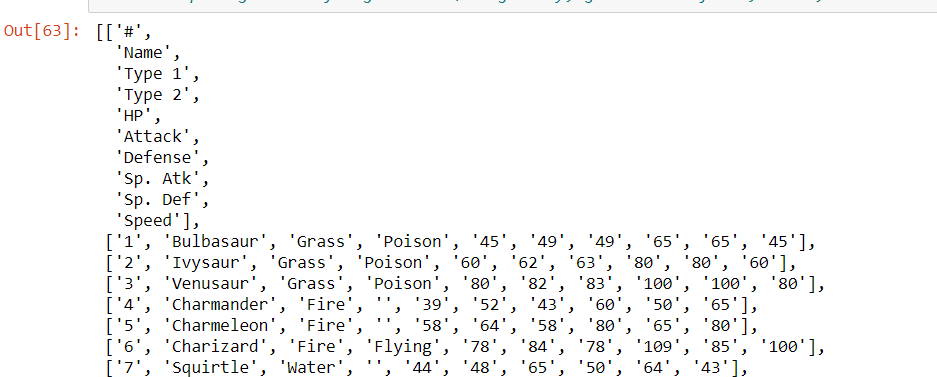 Out[63]: [['#',
'Name',
'Type 1',
'Type 2',
'HP',
'Attack',
'Defense',
'Sp. Atk',
'Sp. Def',
'Speed'],
['1', 'Bulbasaur', 'Grass', 'Poison', '45', '49', '49', '65', '65', '45'],
['2', 'Ivysaur', 'Grass', 'Poison', '60', '62', '63', '80', '80', '60'],
['3', 'Venusaur', 'Grass', 'Poison', '80', '82', '83', '100', '100', '80'],
['4', 'Charmander', 'Fire', '', '39', '52', '43', '60', '50', '65'],
['5', 'Charmeleon', 'Fire', '', '58', '64', '58', '80', '65', '80'],
['6', 'Charizard', 'Fire', 'Flying', '78', '84', '78', '109', '85', '100'],
['7', 'Squirtle', 'Water', '', '44', '48', '65', '50', '64', '43'],